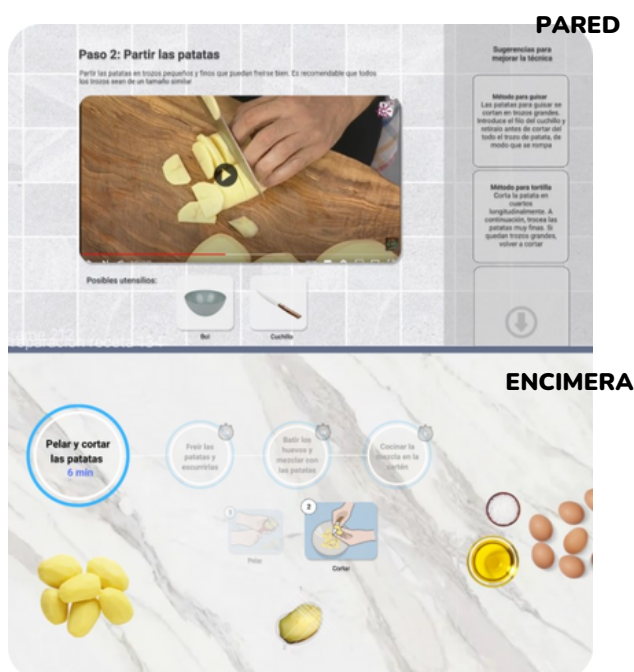 PARED
Paso 2: Partir las patatas
Partir las patatas en trozos pequeños y finos que puedan freirse bien. Es recomendable que todos
los trozos sean de un tamaño similar
Posibles utensilios:
Bol
Cuchillo
Sugerencias para
mejorar la técnica
Método para guisar
Las patatas para guisar se
cortan en trozos grandes.
Introduce el filo del cuchillo y
retíralo antes de cortar del
todo el trozo de patata, de
modo que se rompa
Método para tortilla
Corta la patata en
cuartos
longitudinalmente. A
continuación, trocea las
patatas muy finas. Si
quedan trozos grandes,
volver a cortar
ENCIMERA
Pelar y cortar
las patatas
6 min
Freír las
patatas y
escurrirlas
Batir los
huevos y
mezclar con
las patatas
Cocinar la
mezcla en la
sartén
1
Pelar
2
Cortar